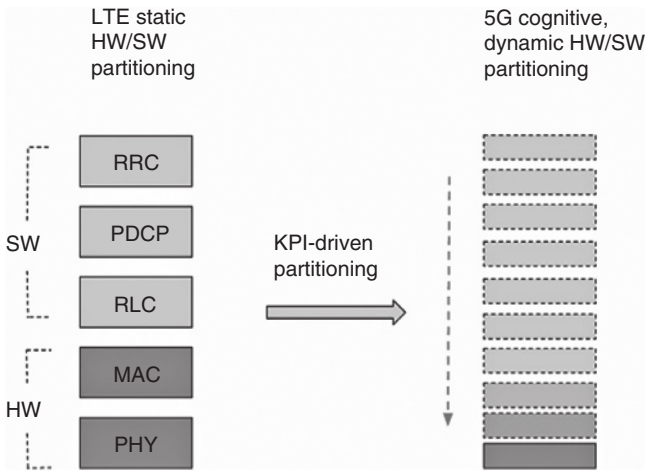 LTE static
HW/SW
partitioning
5G cognitive,
dynamic HW/SW
partitioning
SW
RRC
PDCP
RLC
KPI-driven
partitioning
HW
MAC
PHY